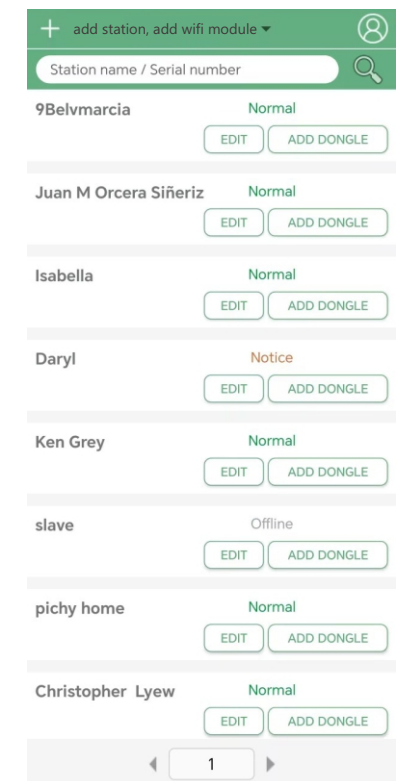 add station, add wifi module
Station name / Serial number
9Belvmarcia Normal
EDIT ADD DONGLE
Juan M Orcera Siñeriz Normal
EDIT ADD DONGLE
Isabella Normal
EDIT ADD DONGLE
Daryl Notice
EDIT ADD DONGLE
Ken Grey Normal
EDIT ADD DONGLE
slave Offline
EDIT ADD DONGLE
pichy home Normal
EDIT ADD DONGLE
Christopher Lyew Normal
EDIT ADD DONGLE
1